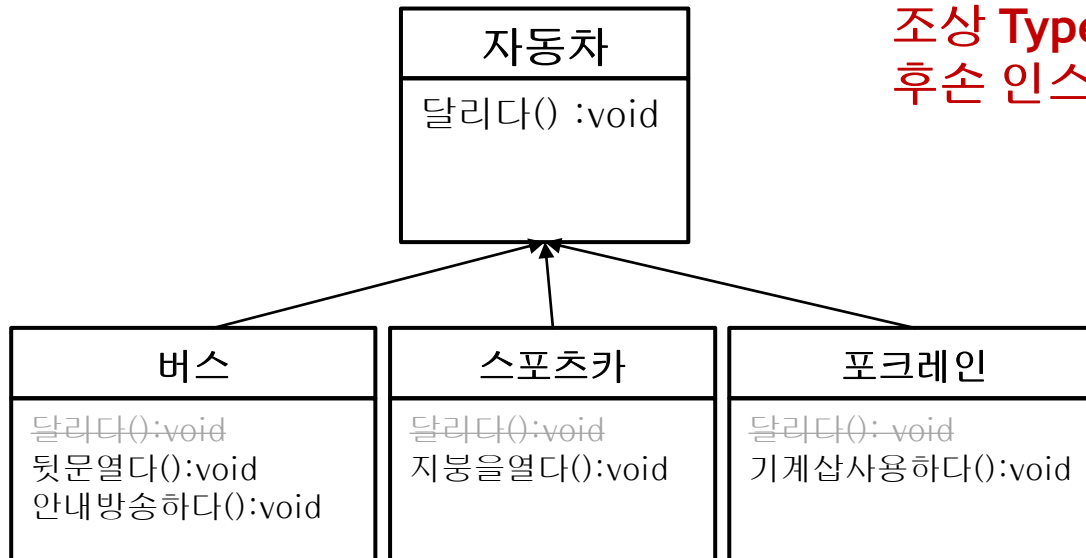 조상 Type
후손 인스
자동차
달리다() :void
버스
달리다():void
뒷문열다():void
안내방송하다():void
스포츠카
달리다():void
지붕을열다():void
포크레인
달리다(): void
기계삽사용하다():void